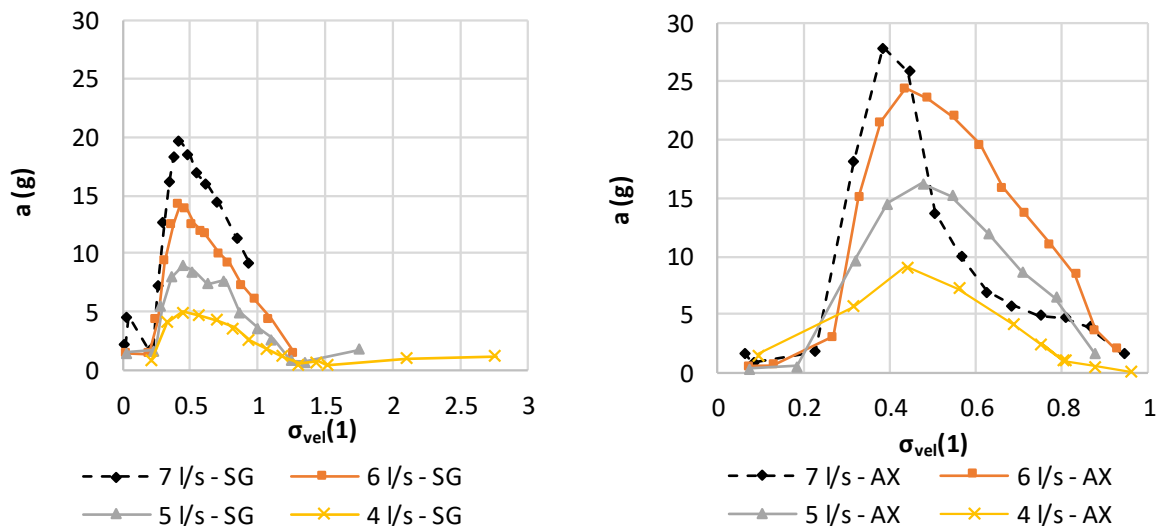 30
25
20
15
10
5
0
a (g)
0 0.5 1 1.5 2 2.5 3
σvel(1)
7 l/s - SG 6 l/s - SG
5 l/s - SG 4 l/s - SG
30
25
20
15
10
5
0
a (g)
0 0.2 0.4 0.6 0.8 1
σvel(1)
7 l/s - AX 6 l/s - AX
5 l/s - AX 4 l/s - AX